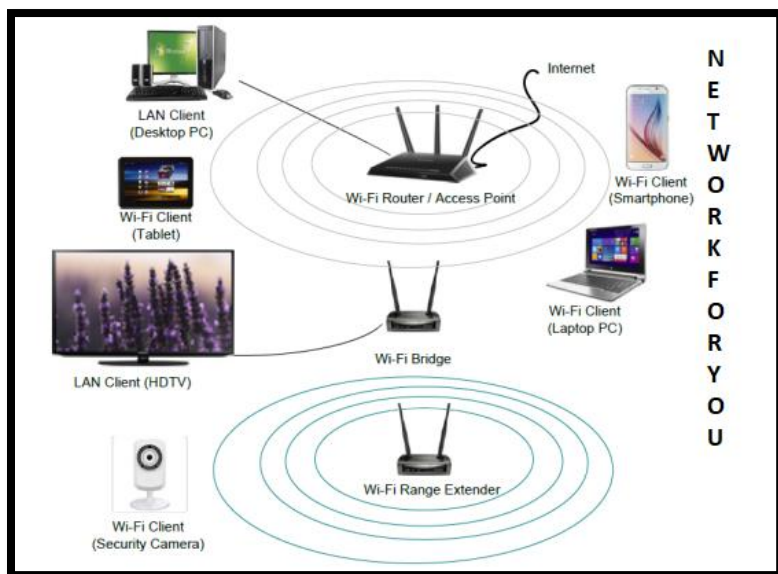 Internet
LAN Client
(Desktop PC)
Wi-Fi Router / Access Point
Wi-Fi Client
(Smartphone)
Wi-Fi Client
(Tablet)
Wi-Fi Client
(Laptop PC)
Wi-Fi Bridge
LAN Client (HDTV)
Wi-Fi Range Extender
Wi-Fi Client
(Security Camera)
N
E
T
W
O
R
K
F
O
R
Y
O
U